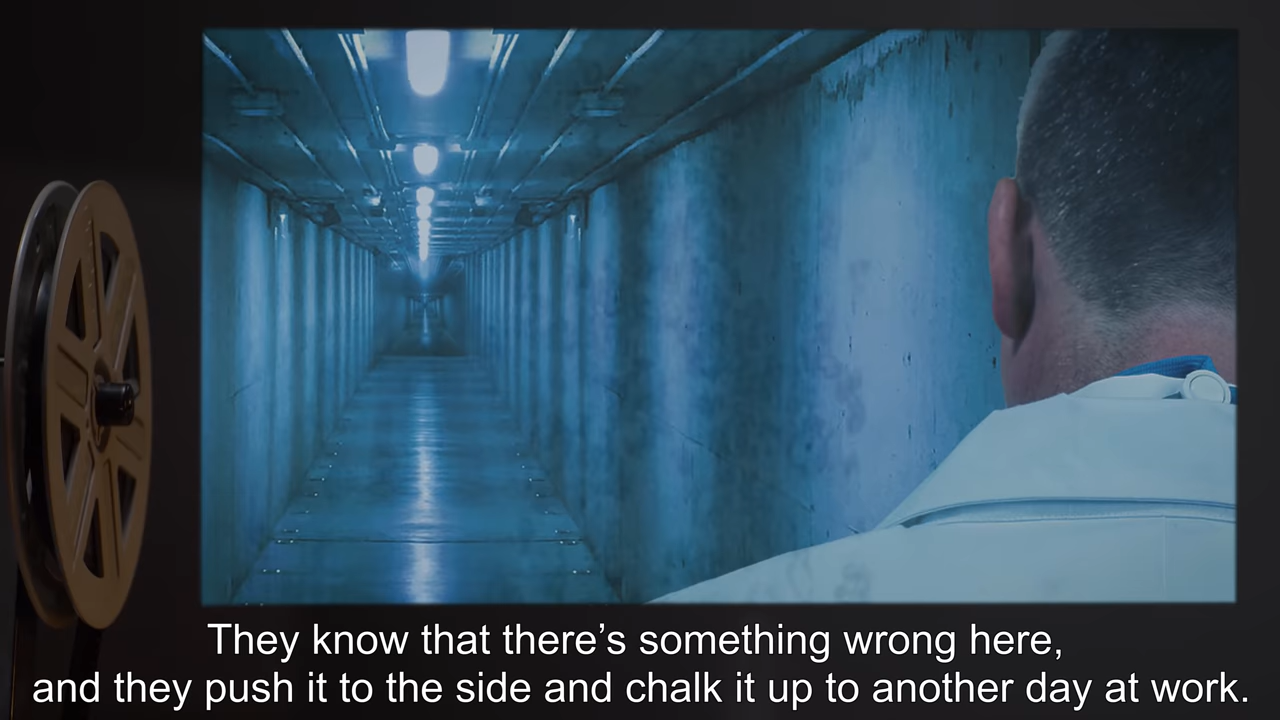 They know that there’s something wrong here,
and they push it to the side and chalk it up to another day at work.